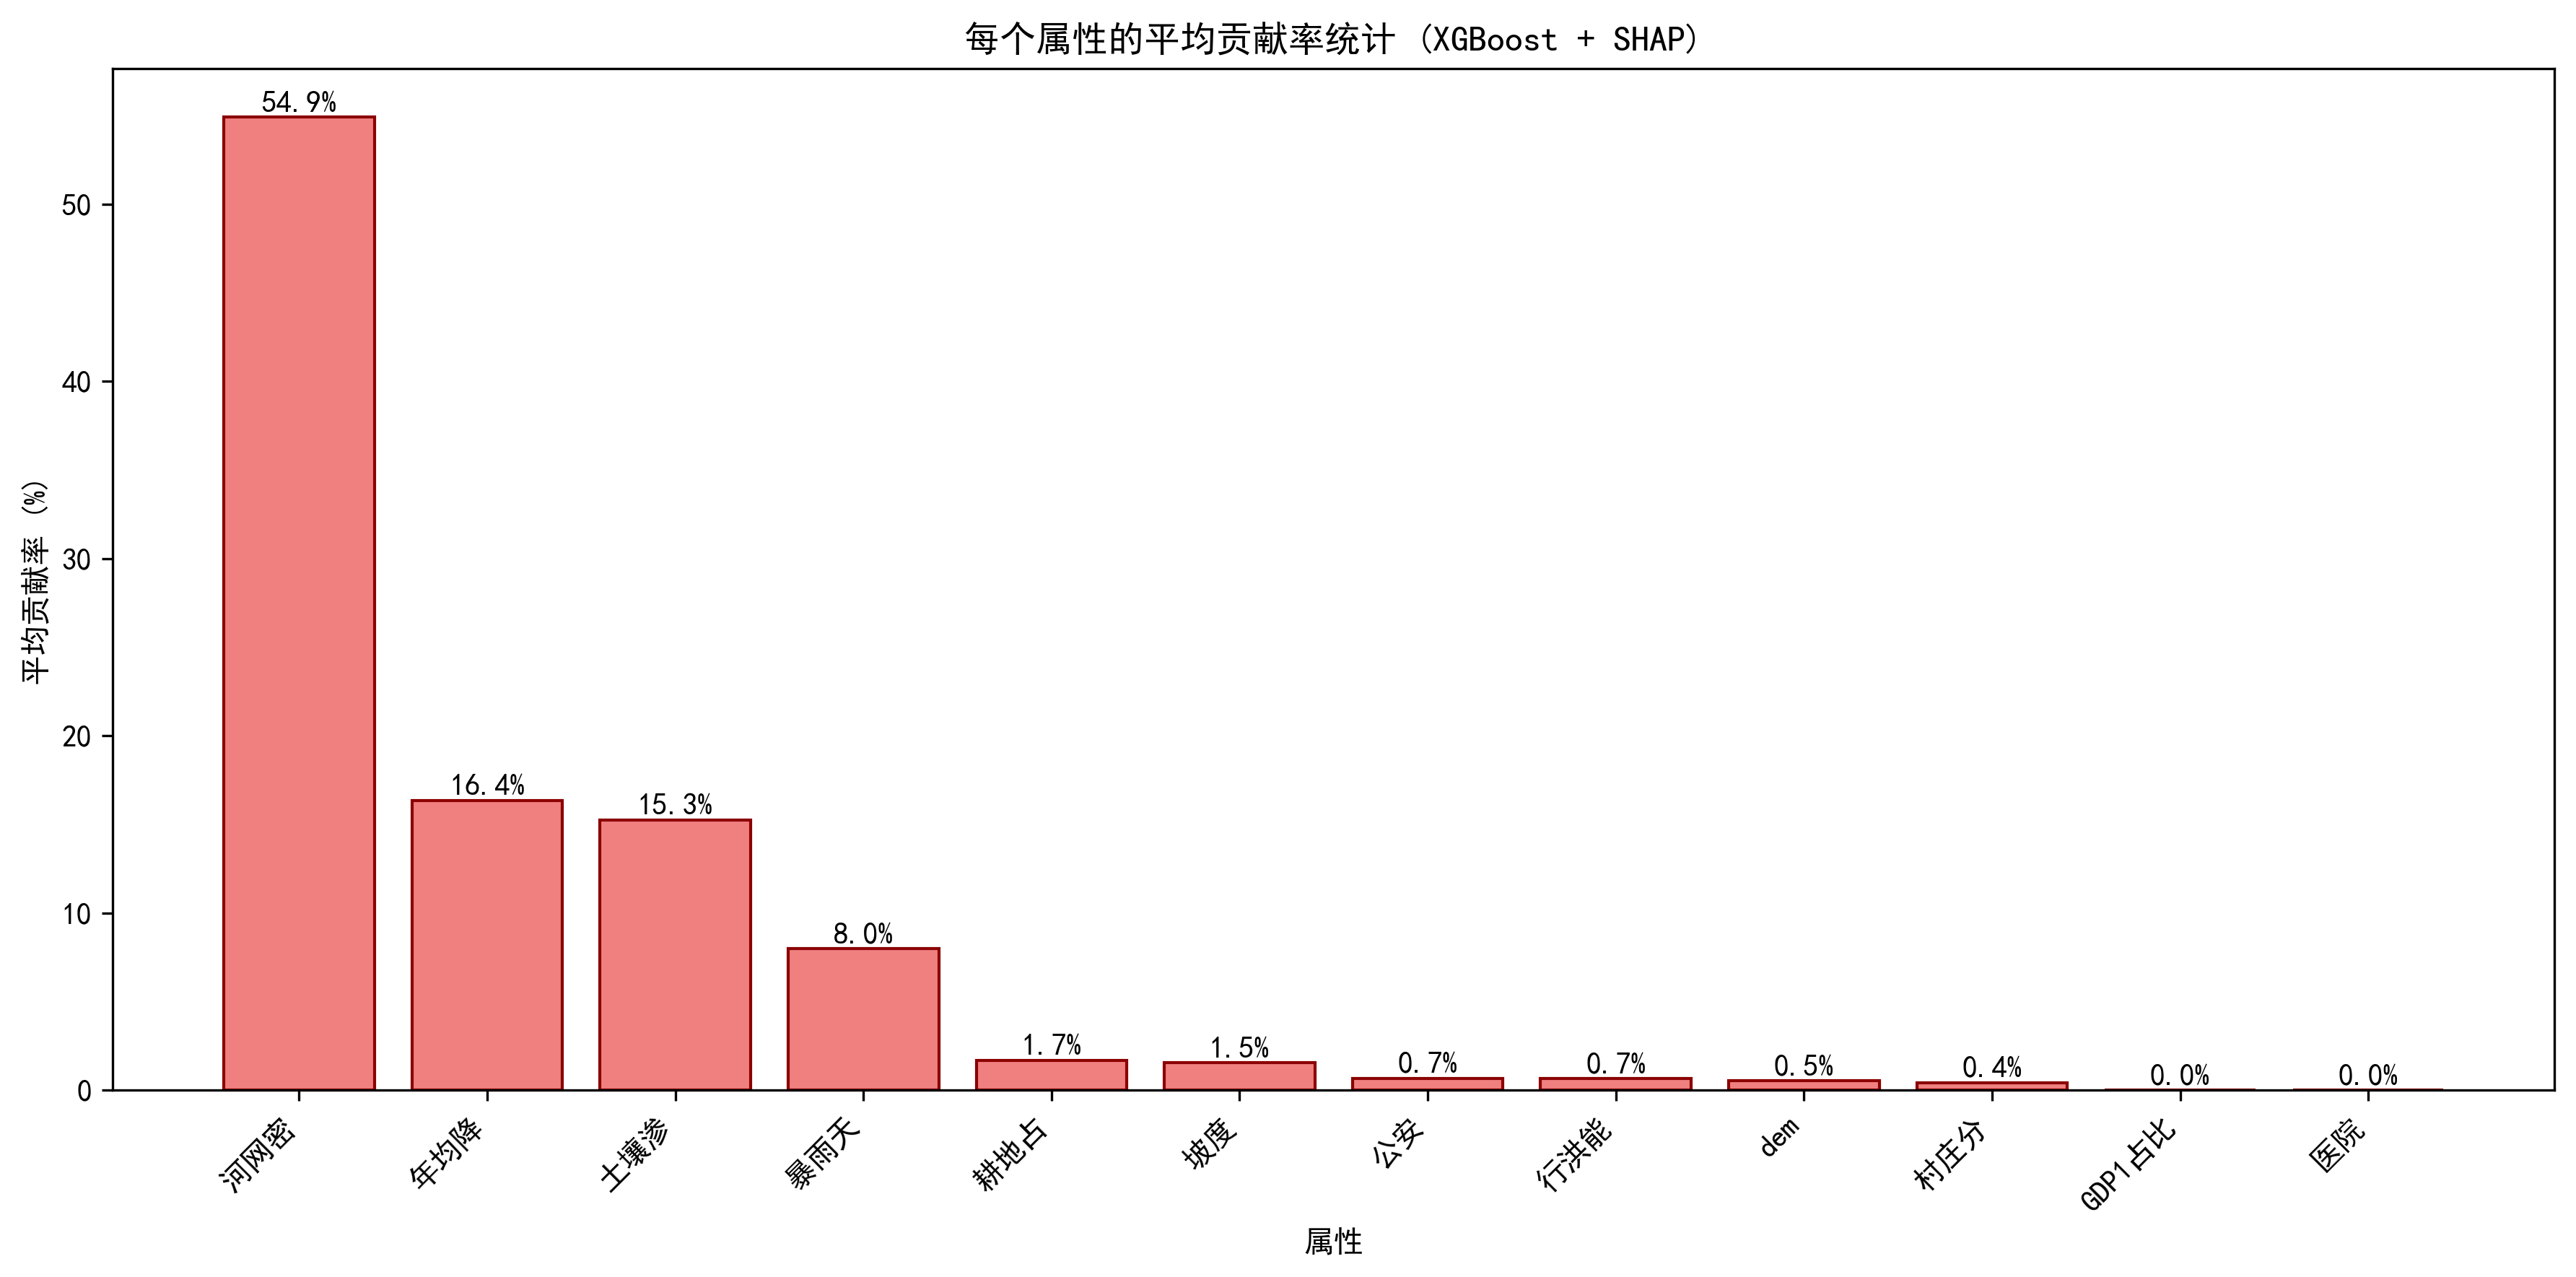 每个属性的平均贡献率统计 (XGBoost + SHAP)
平均贡献率 (%)
50
40
30
20
10
0
54.9%
16.4%
15.3%
8.0%
1.7%
1.5%
0.7%
0.7%
0.5%
0.4%
0.0%
0.0%
河网密
年均降
土壤渗
暴雨天
耕地占
坡度
公安
行洪能
dem
村庄分
GDP1占比
医院
属性